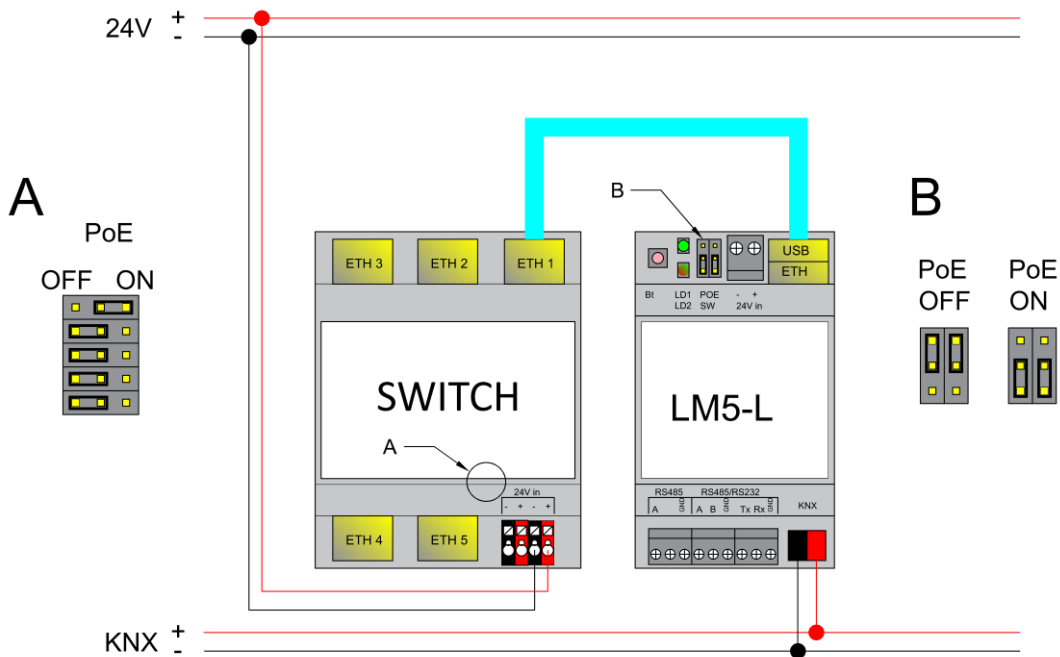 24V + -
A
PoE
OFF ON
B
B
PoE OFF
PoE ON
ETH 3 ETH 2 ETH 1
USB
ETH
Bt LD1 POE - +
LD2 SW 24V in
SWITCH
LM5-L
A
24V in
- + - +
RS485 RS485/RS232
A GND A B GND Tx Rx GND KNX
ETH 4 ETH 5
KNX + -